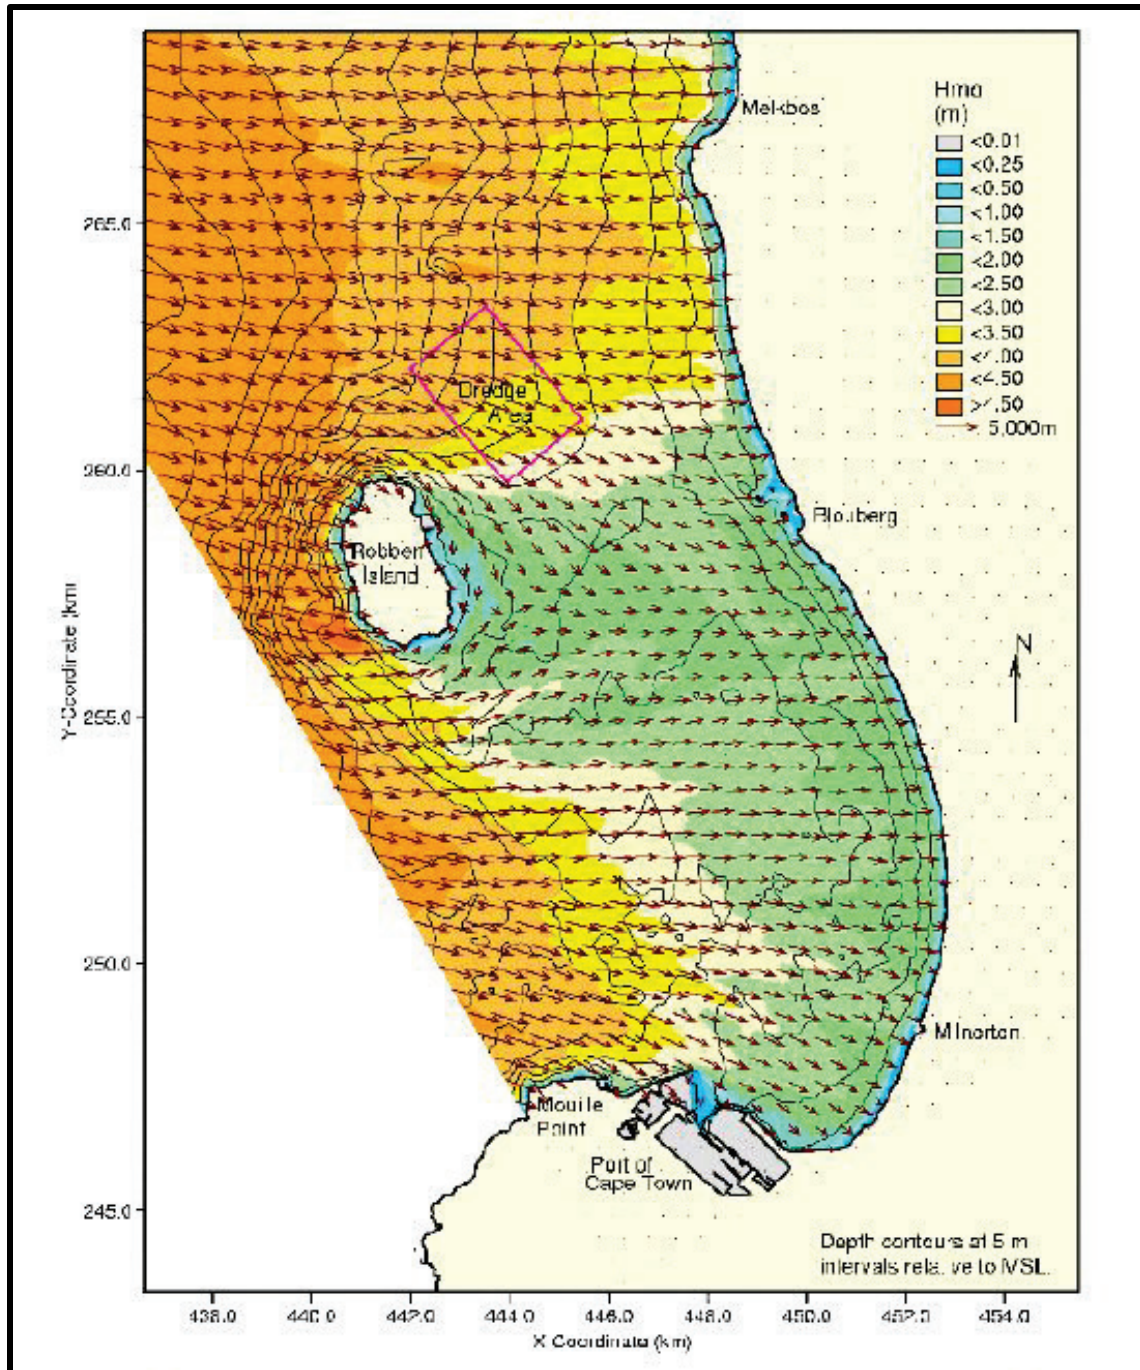 Melkbos
Hmo
(m)
<0.01
<0.25
<0.50
<1.00
<1.50
<2.00
<2.50
<3.00
<3.50
<4.00
<4.50
>4.50
5,000m
265.0
260.0
255.0
250.0
245.0
Y-Coordinate (km)
Dredge
Area
Robben
Island
Blouberg
N
Milnerton
Mouille
Point
Port of
Cape Town
Depth contours at 5 m
intervals relative to MSL.
438.0
440.0
442.0
444.0
446.0
448.0
450.0
452.0
454.0
X Coordinate (km)